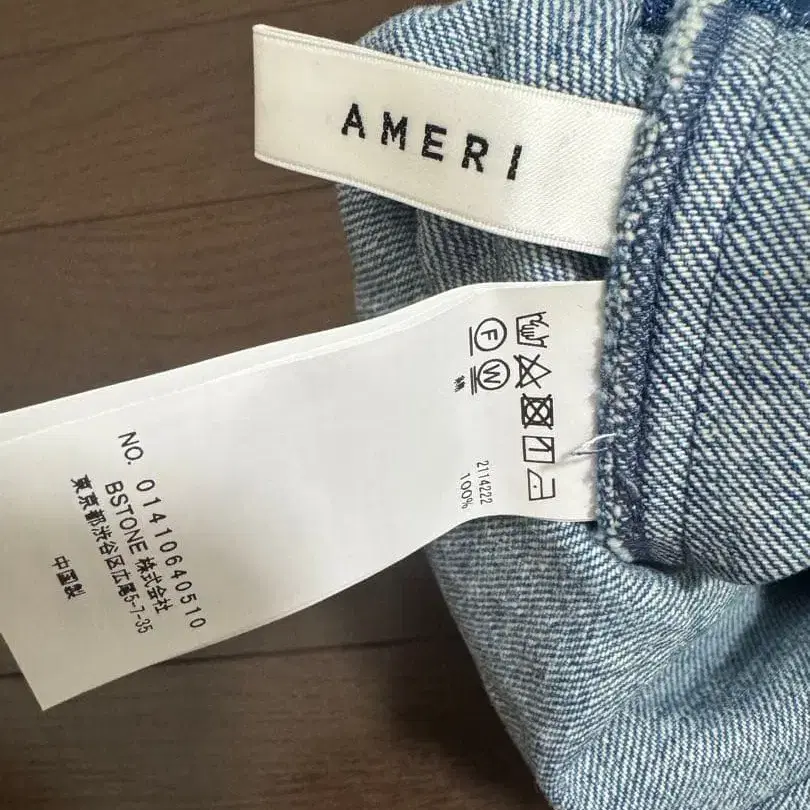 AMERI
F
W
綿
2114222
100%
NO. 01410640510
BSTONE 株式会社
東京都渋谷区広尾5-7-35
中国製